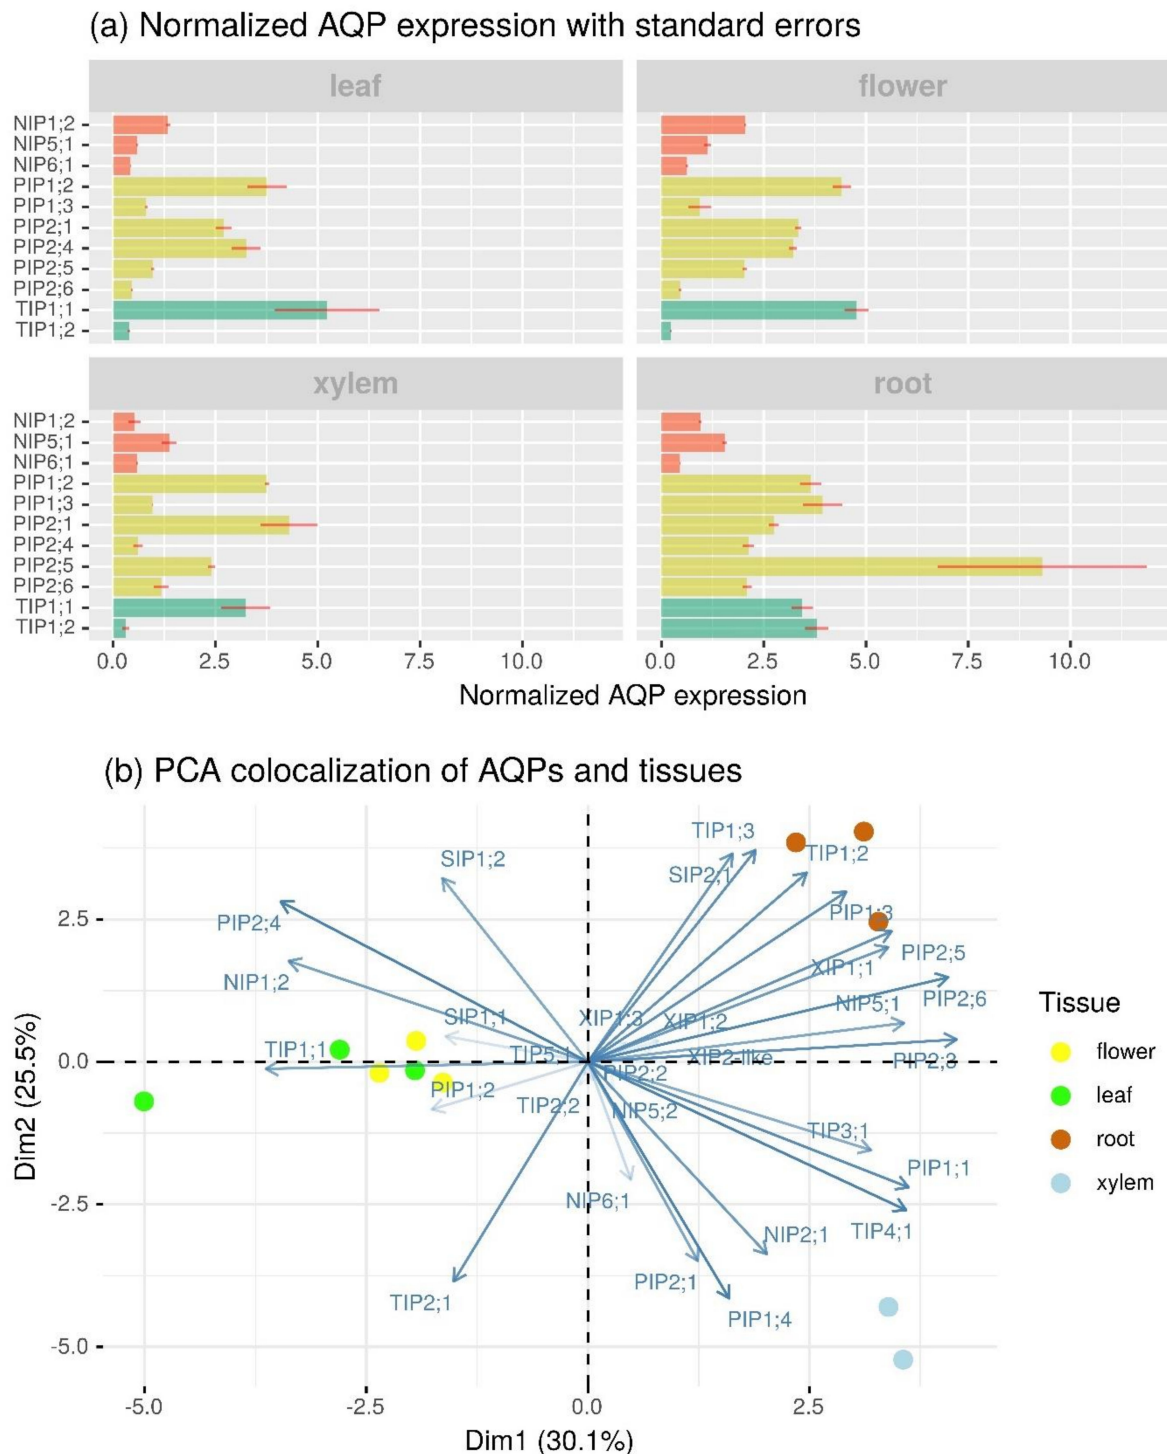 (a) Normalized AQP expression with standard errors
leaf
flower
NIP1;2
NIP5;1
NIP6;1
PIP1;2
PIP1;3
PIP2;1
PIP2;4
PIP2;5
PIP2;6
TIP1;1
TIP1;2
xylem
root
NIP1;2
NIP5;1
NIP6;1
PIP1;2
PIP1;3
PIP2;1
PIP2;4
PIP2;5
PIP2;6
TIP1;1
TIP1;2
0.0 2.5 5.0 7.5 10.0
0.0 2.5 5.0 7.5 10.0
Normalized AQP expression
(b) PCA colocalization of AQPs and tissues
TIP1;3
SIP1;2
TIP1;2
SIP2;1
PIP2;4
PIP1;3
2.5
PIP2;5
XIP1;1
NIP1;2
PIP2;6
NIP5;1
SIP1;1
XIP1;3
XIP1;2
TIP1;1
TIP5;1
XIP2-like
PIP2;3
0.0
PIP2;2
PIP1;2
TIP2;2
NIP5;2
TIP3;1
PIP1;1
NIP6;1
-2.5
NIP2;1
TIP4;1
PIP2;1
TIP2;1
PIP1;4
-5.0
-5.0 -2.5 0.0 2.5
Dim1 (30.1%)
Dim2 (25.5%)
Tissue
flower
leaf
root
xylem